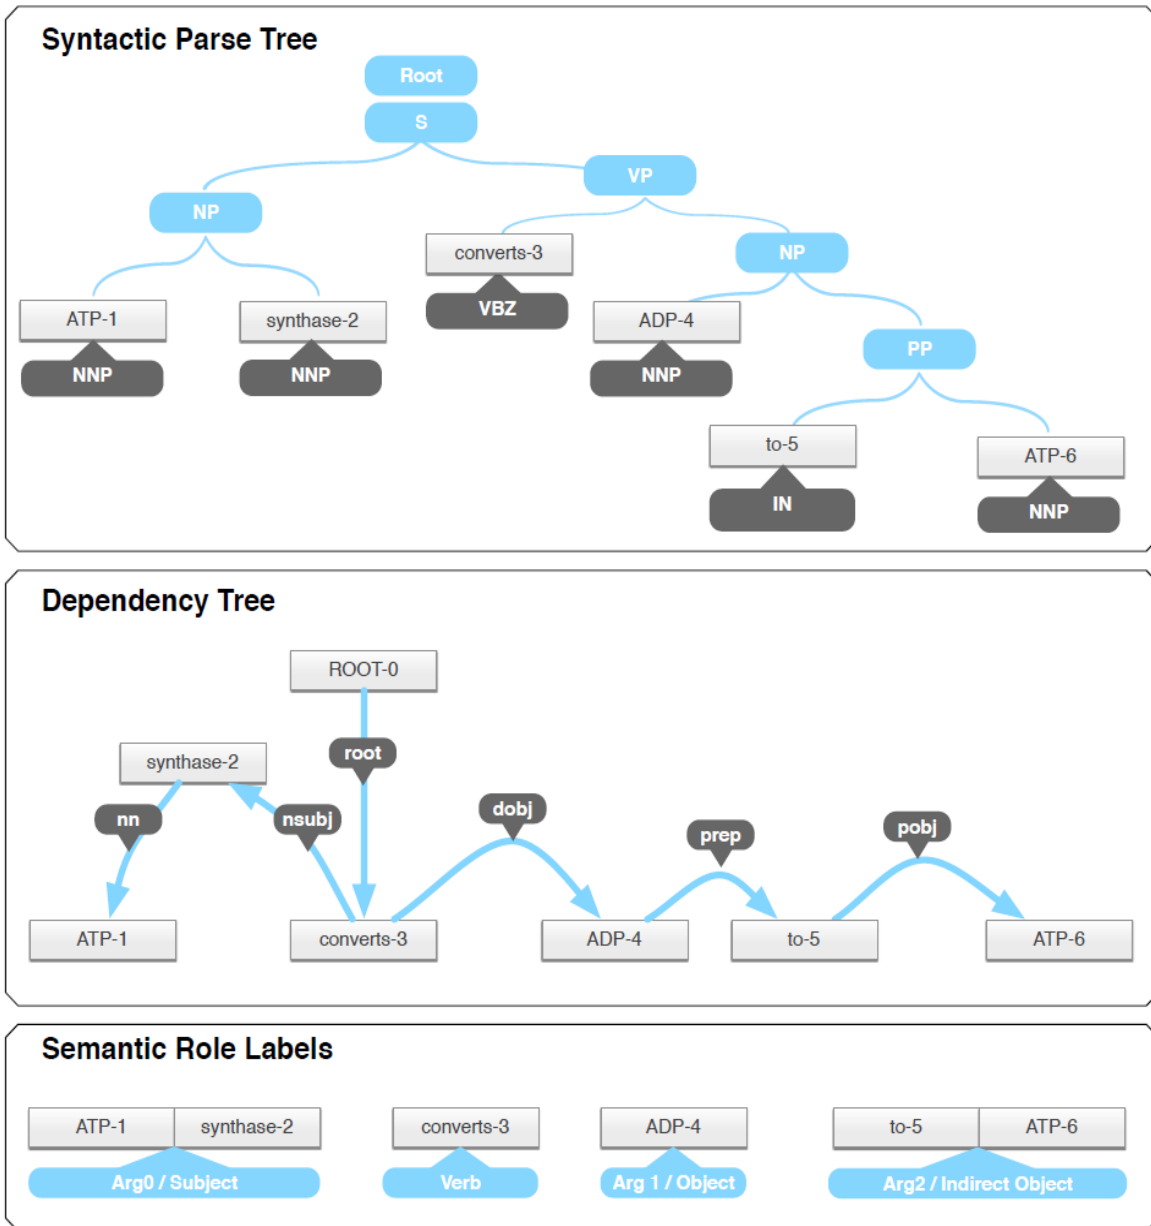 Syntactic Parse Tree
Root
S
VP
NP
converts-3
NP
VBZ
ATP-1
synthase-2
ADP-4
NNP
NNP
NNP
PP
to-5
ATP-6
IN
NNP
Dependency Tree
ROOT-0
synthase-2
root
nn
nsubj
dobj
prep
pobj
ATP-1
converts-3
ADP-4
to-5
ATP-6
Semantic Role Labels
ATP-1 synthase-2
converts-3
ADP-4
to-5 ATP-6
Arg0 / Subject
Verb
Arg 1 / Object
Arg2 / Indirect Object